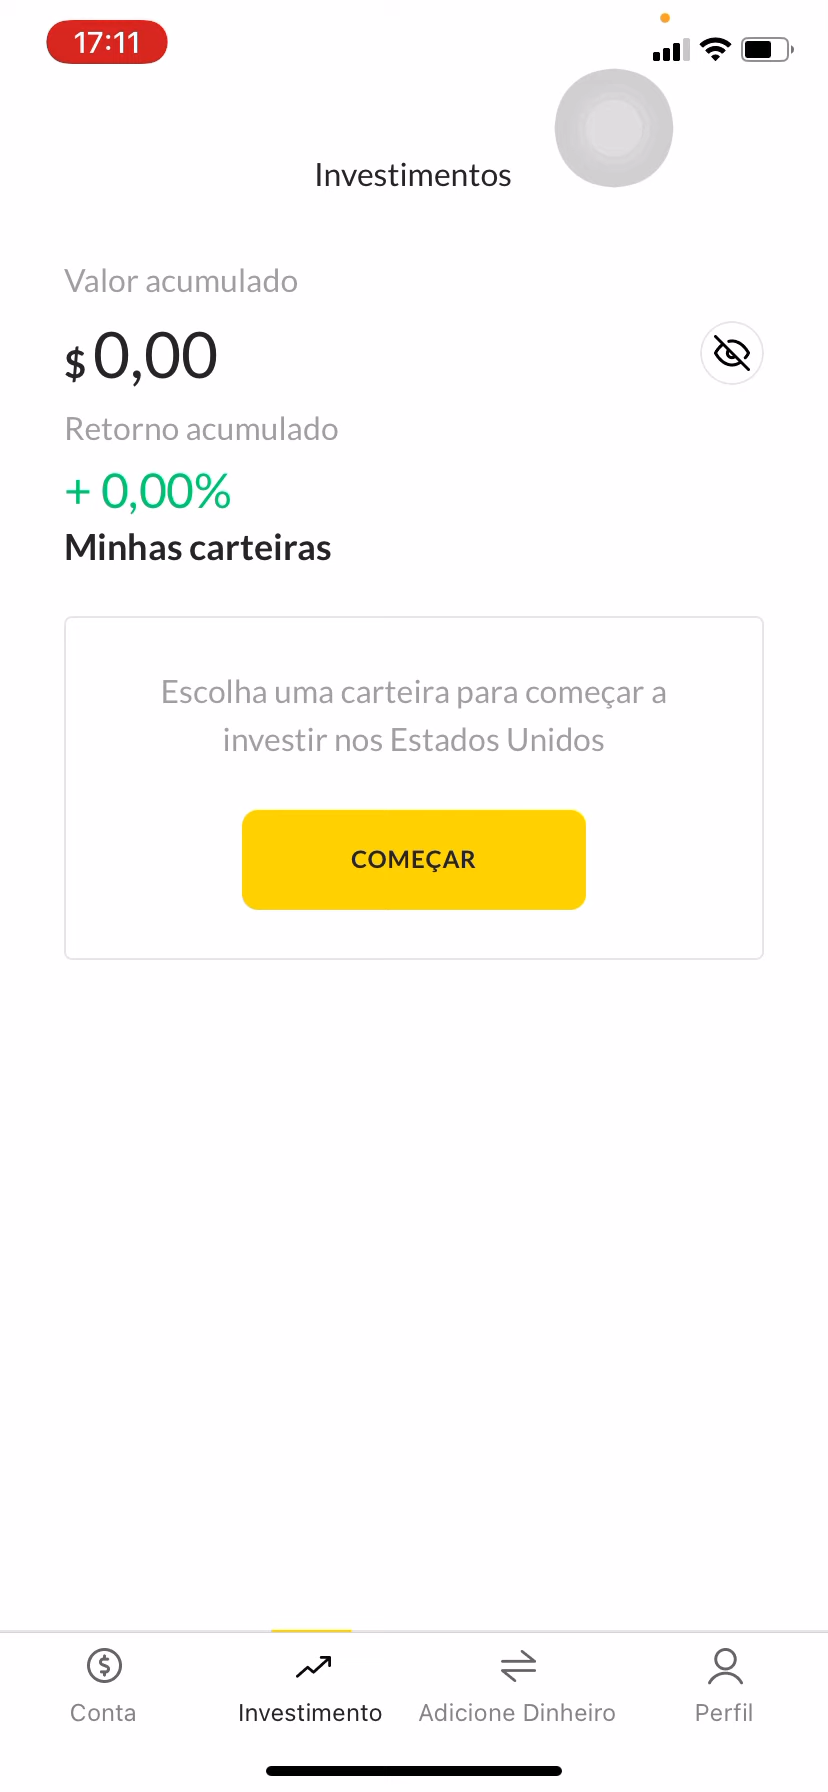 17:11
Investimentos
Valor acumulado
$0,00
Retorno acumulado
+ 0,00%
Minhas carteiras
Escolha uma carteira para começar a
investir nos Estados Unidos
COMEÇAR
Conta
Investimento
Adicione Dinheiro
Perfil